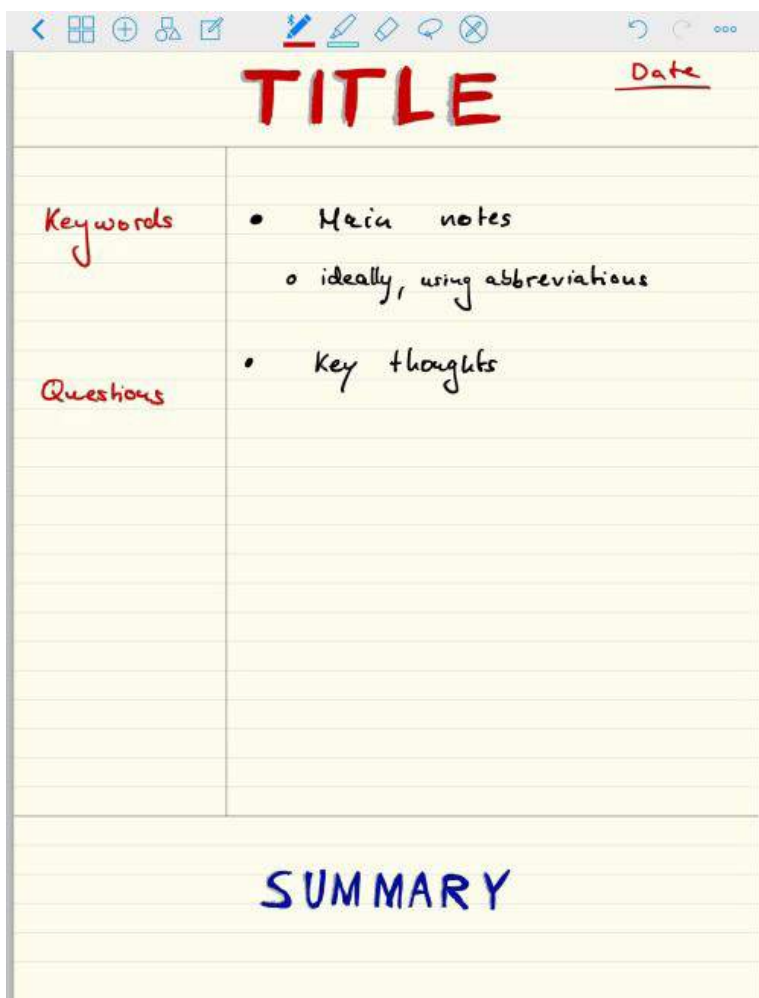 TITLE
Date
Keywords
• Main notes
◦ ideally, using abbreviations
• Key thoughts
Questions
SUMMARY